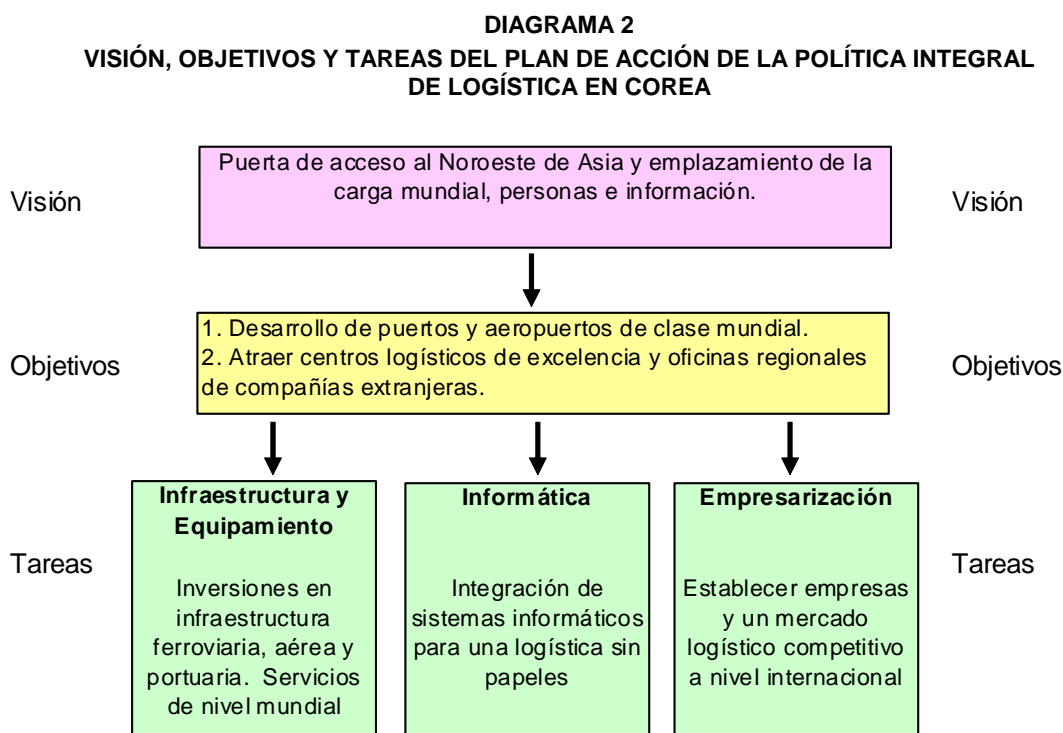 DIAGRAMA 2
VISIÓN, OBJETIVOS Y TAREAS DEL PLAN DE ACCIÓN DE LA POLÍTICA INTEGRAL
DE LOGÍSTICA EN COREA
Puerta de acceso al Noroeste de Asia y emplazamiento de la
carga mundial, personas e información.
Visión
Visión
1. Desarrollo de puertos y aeropuertos de clase mundial.
2. Atraer centros logísticos de excelencia y oficinas regionales
de compañías extranjeras.
Objetivos
Objetivos
Infraestructura y
Equipamiento
Inversiones en
infraestructura
ferroviaria, aérea y
portuaria. Servicios
de nivel mundial
Informática
Integración de
sistemas informáticos
para una logística sin
papeles
Empresarización
Establecer empresas
y un mercado
logístico competitivo
a nivel internacional
Tareas
Tareas